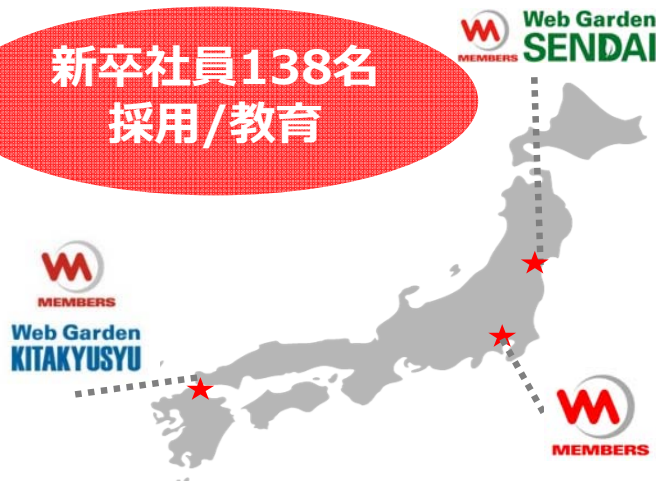 新卒社員138名
採用/教育
MEMBERS
Web Garden
SENDAI
MEMBERS
Web Garden
KITAKYUSYU
MEMBERS